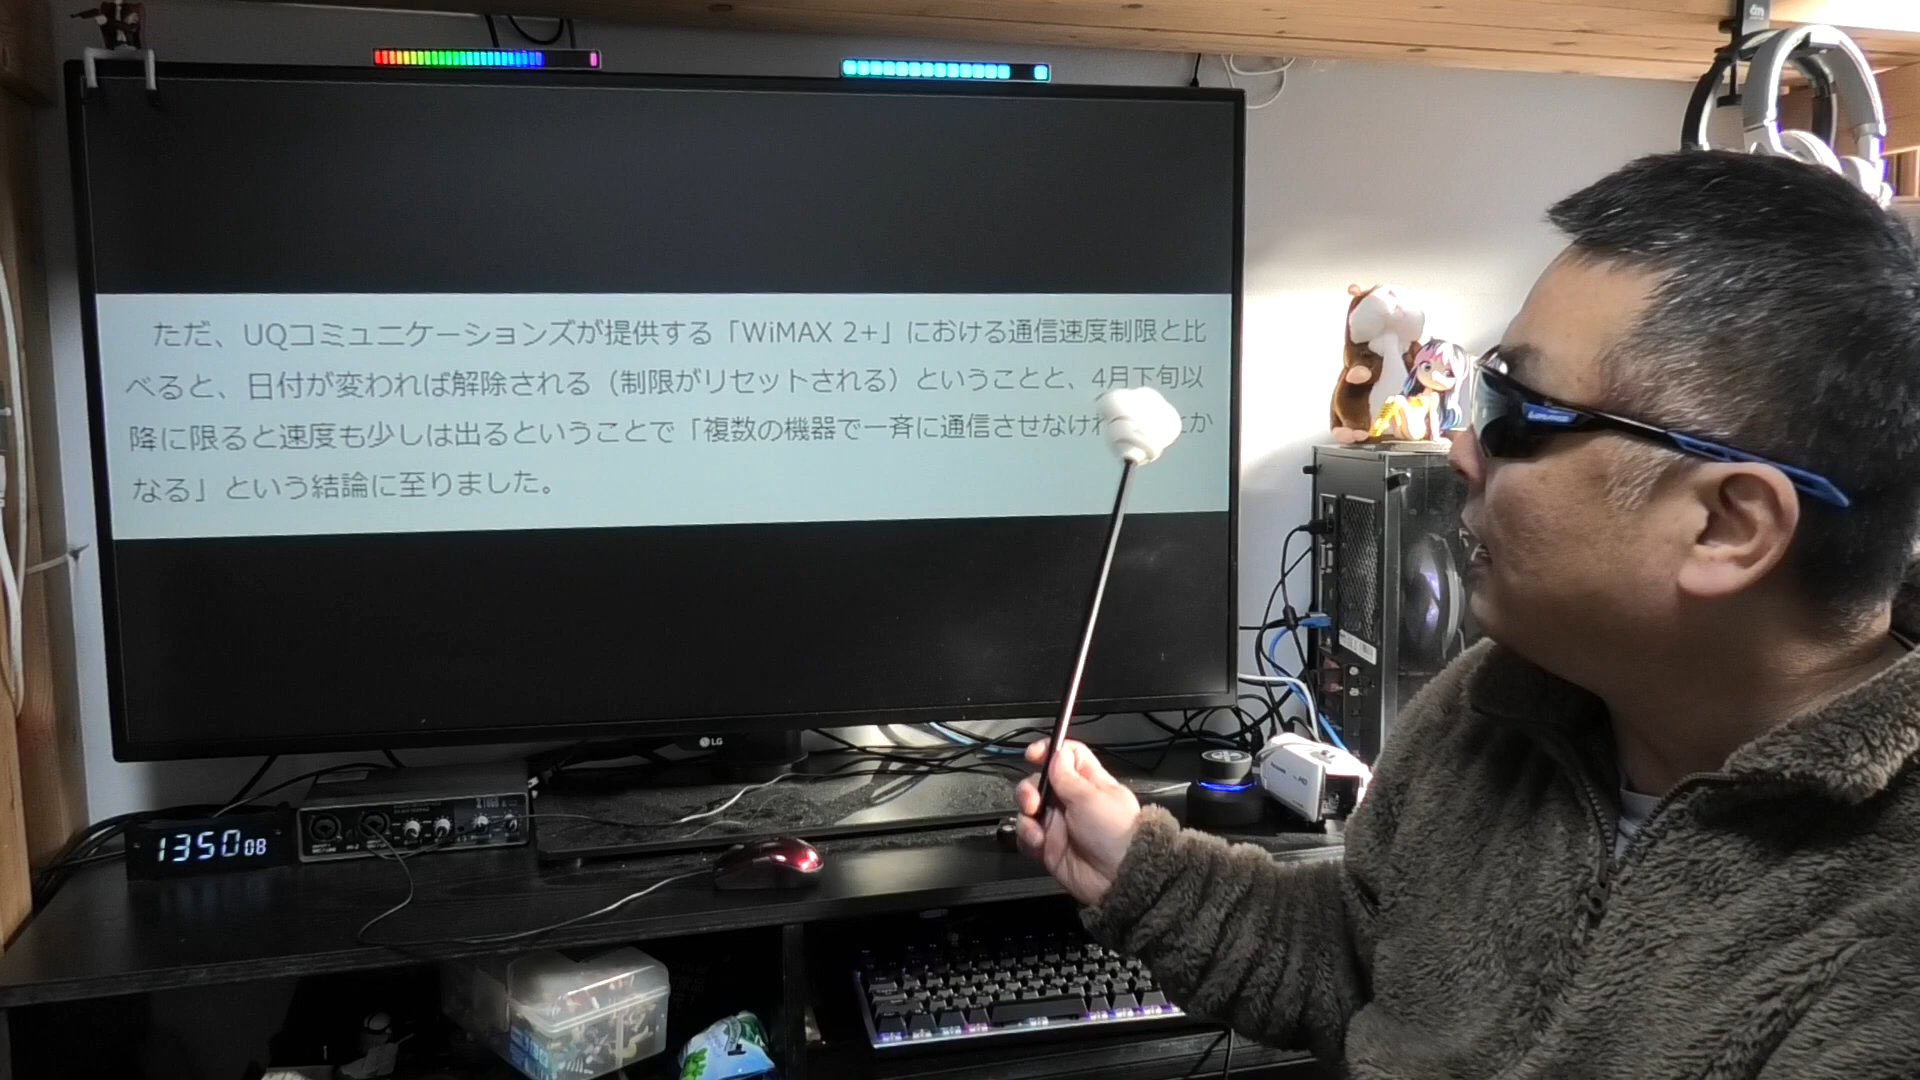 ただ、UQコミュニケーションズが提供する「WiMAX 2+」における通信速度制限と比
べると、日付が変われば解除される（制限がリセットされる）ということと、4月下旬以
降に限ると速度も少しは出るということで「複数の機器で一斉に通信させなけれ とか
なる」という結論に至りました。
LG
135008